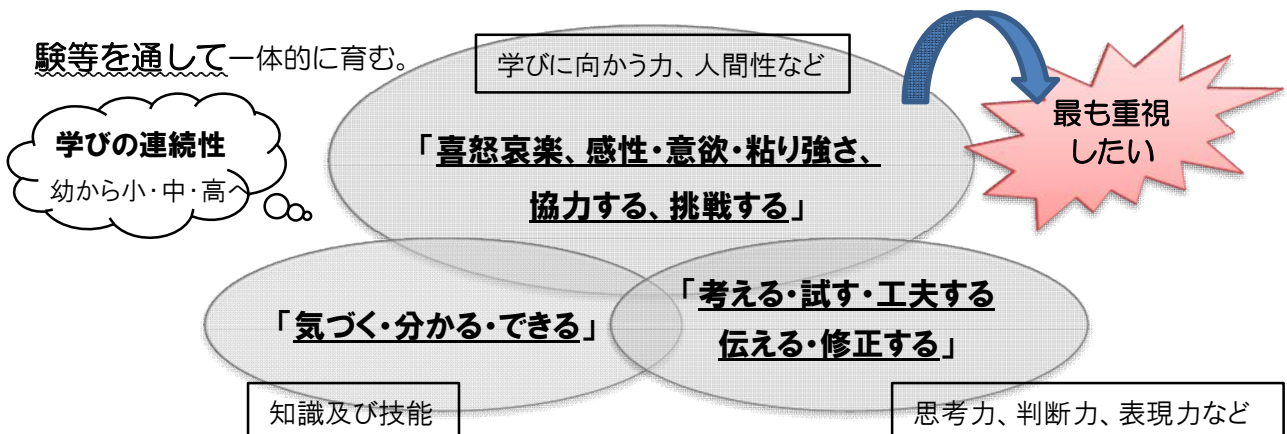 験等を通して一体的に育む。
学びに向かう力、人間性など
最も重視
したい
学びの連続性
幼から小・中・高へ
「喜怒哀楽、感性・意欲・粘り強さ、
協力する、挑戦する」
「気づく・分かる・できる」
「考える・試す・工夫する
伝える・修正する」
知識及び技能
思考力、判断力、表現力など